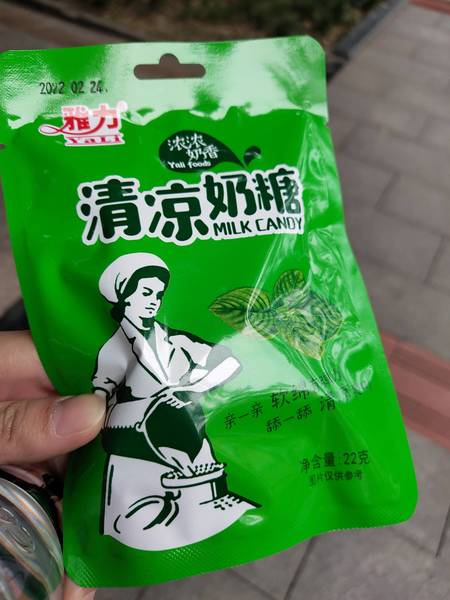 2022 02 24.
雅力®
YaLI
浓浓
奶香
Yali foods
清凉奶糖
MILK CANDY
亲一亲 软绵
舔一舔 清
净含量:22克
图片仅供参考